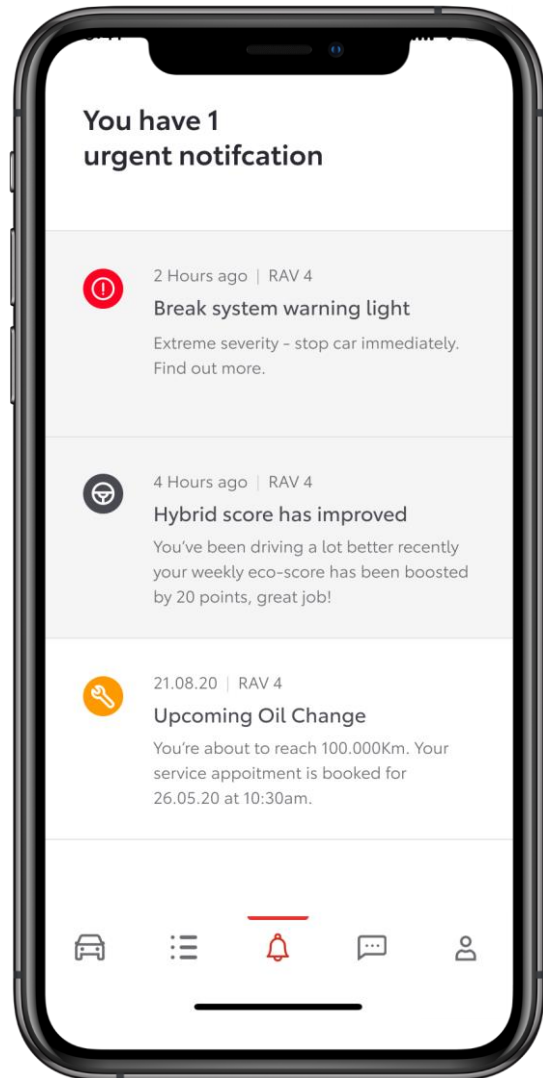 You have 1
urgent notifcation
2 Hours ago | RAV 4
Break system warning light
Extreme severity - stop car immediately.
Find out more.
4 Hours ago | RAV 4
Hybrid score has improved
You've been driving a lot better recently
your weekly eco-score has been boosted
by 20 points, great job!
21.08.20 | RAV 4
Upcoming Oil Change
You're about to reach 100.000Km. Your
service appoitment is booked for
26.05.20 at 10:30am.